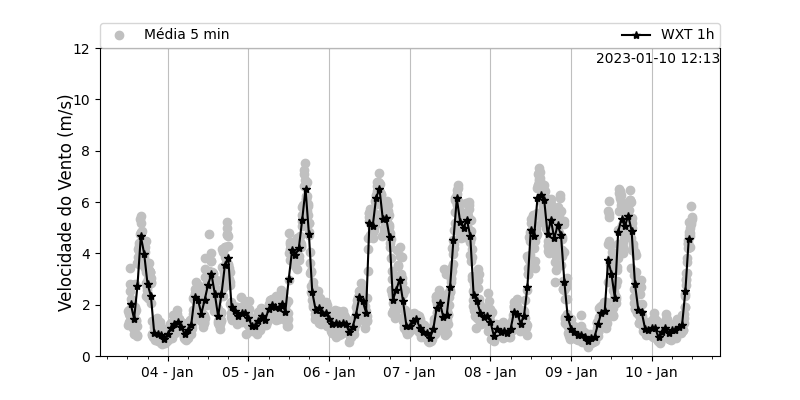 Média 5 min
WXT 1h
2023-01-10 12:13
Velocidade do Vento (m/s)
12
10
8
6
4
2
0
04 - Jan 05 - Jan 06 - Jan 07 - Jan 08 - Jan 09 - Jan 10 - Jan